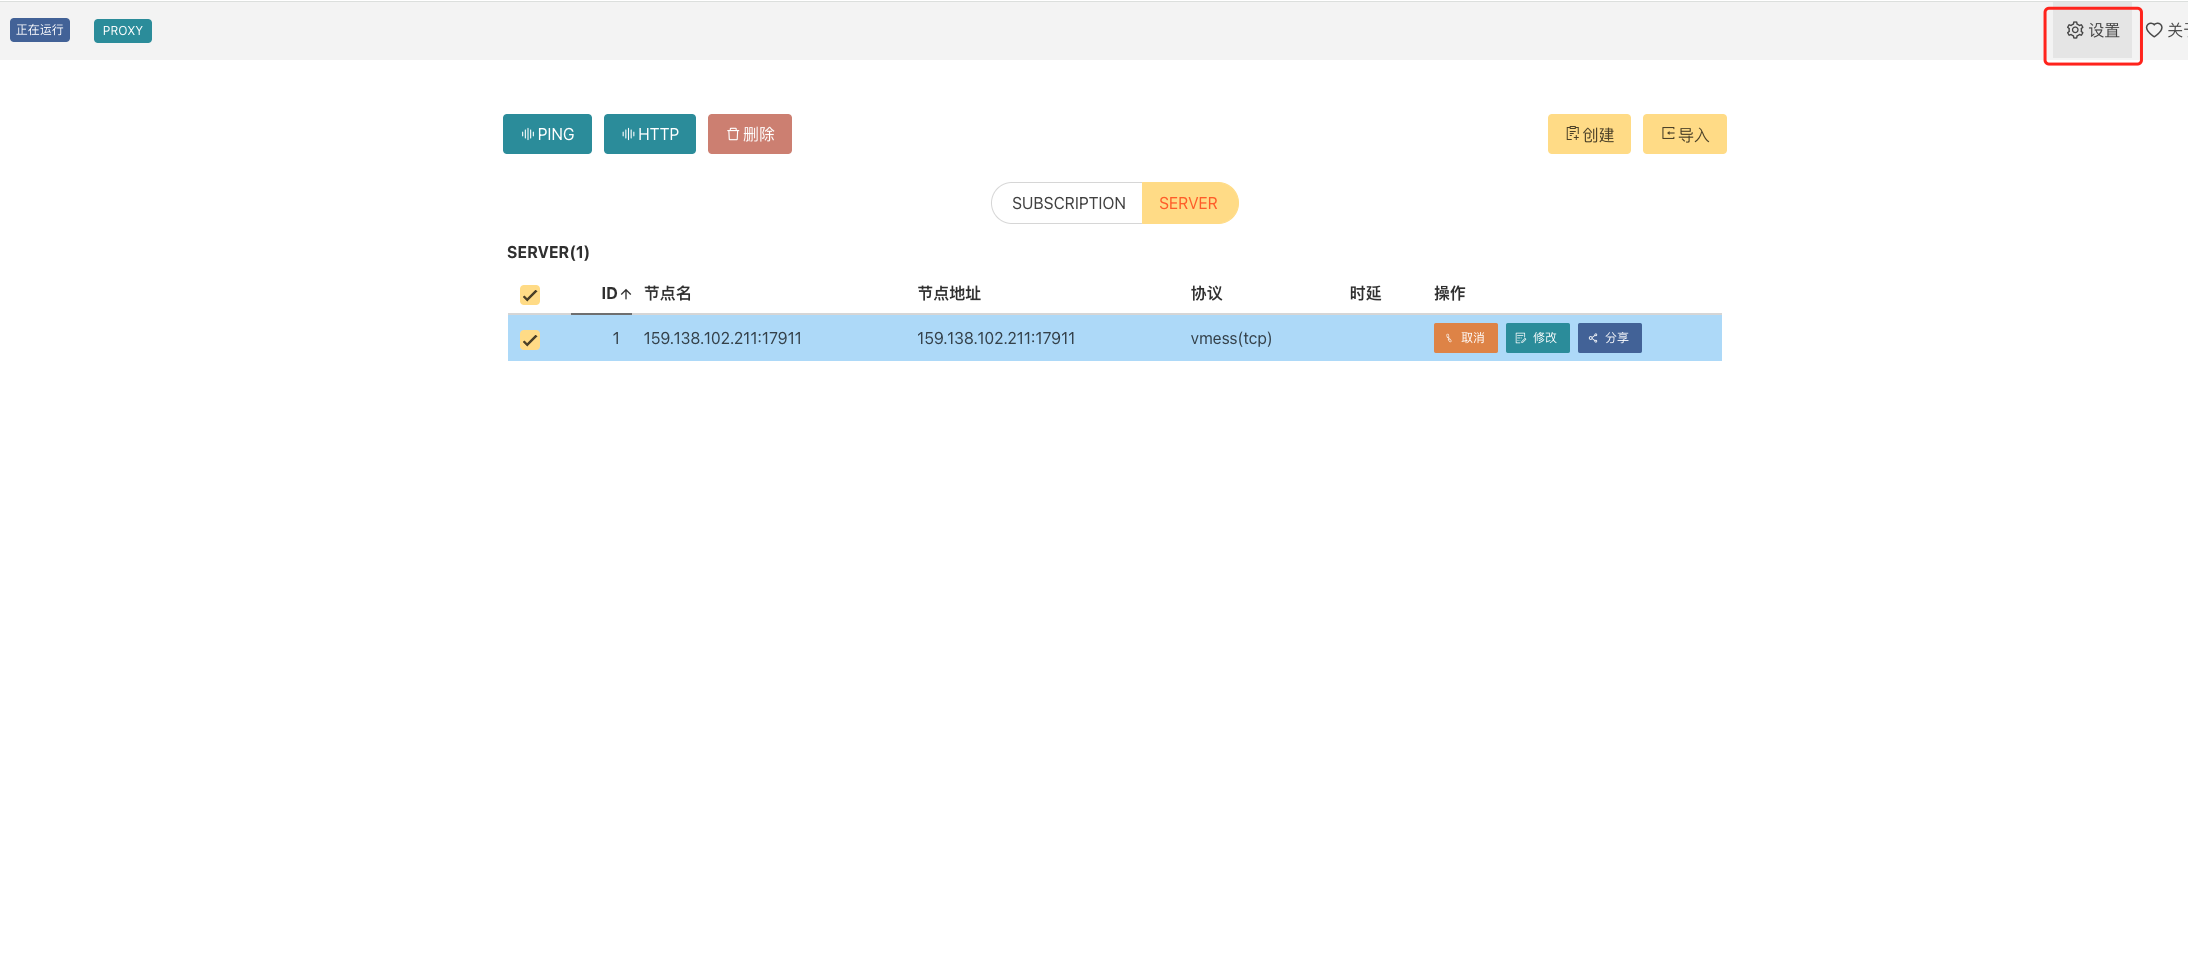 正在运行 PROXY 设置
PING HTTP 删除 创建 导入
SUBSCRIPTION SERVER
SERVER(1)
ID 节点名 节点地址 协议 时延 操作
1 159.138.102.211:17911 159.138.102.211:17911 vmess(tcp) 取消 修改 分享